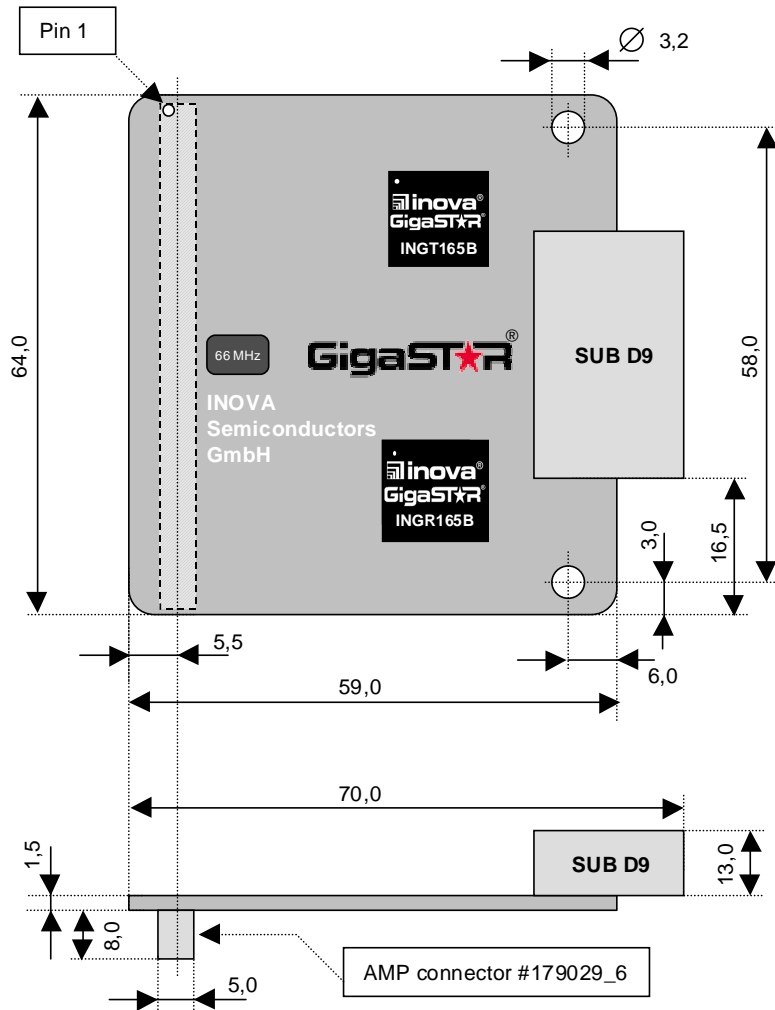 Pin 1
Ø 3,2
inova®
GigaSTAR®
INGT165B
64,0
66 MHz
GigaSTAR®
SUB D9
58,0
INOVA
Semiconductors
GmbH
inova®
GigaSTAR®
INGR165B
3,0
16,5
5,5
6,0
59,0
70,0
1,5
SUB D9
13,0
8,0
AMP connector #179029_6
5,0